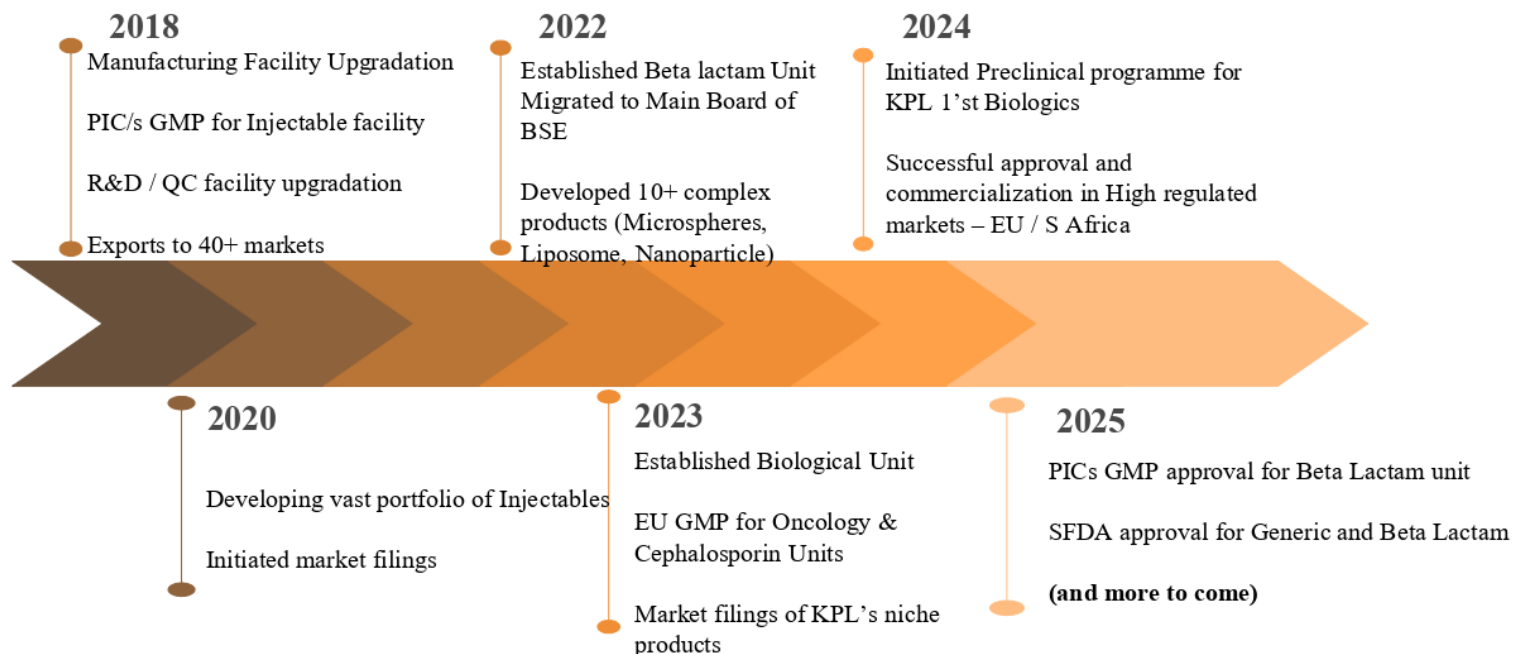 2018
Manufacturing Facility Upgradation
PIC/s GMP for Injectable facility
R&D / QC facility upgradation
Exports to 40+ markets
2022
Established Beta lactam Unit
Migrated to Main Board of
BSE
Developed 10+ complex
products (Microspheres,
Liposome, Nanoparticle)
2024
Initiated Preclinical programme for
KPL 1'st Biologics
Successful approval and
commercialization in High regulated
markets – EU / S Africa
2020
Developing vast portfolio of Injectables
Initiated market filings
2023
Established Biological Unit
EU GMP for Oncology &
Cephalosporin Units
Market filings of KPL’s niche
products
2025
PICs GMP approval for Beta Lactam unit
SFDA approval for Generic and Beta Lactam
(and more to come)